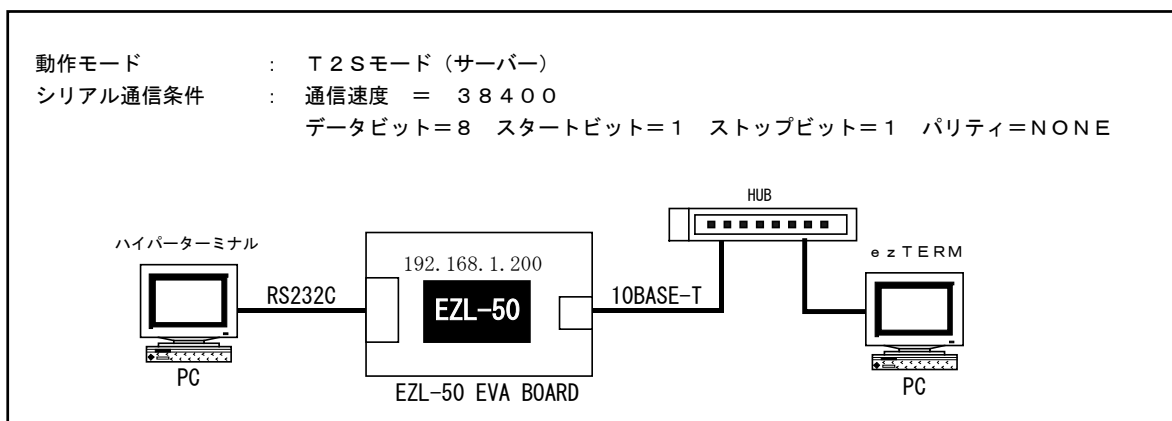 動作モード : T2Sモード(サーバー)
シリアル通信条件 : 通信速度 = 38400
データビット=8 スタートビット=1 ストップビット=1 パリティ=NONE
HUB
ハイパーターミナル
ezTERM
192.168.1.200
RS232C
EZL-50
10BASE-T
PC
EZL-50 EVA BOARD
PC